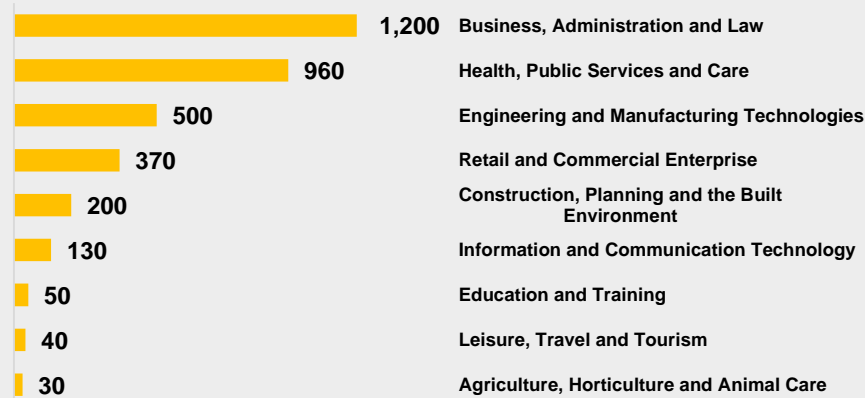 1,200 Business, Administration and Law
960 Health, Public Services and Care
500 Engineering and Manufacturing Technologies
370 Retail and Commercial Enterprise
200 Construction, Planning and the Built
Environment
130 Information and Communication Technology
50 Education and Training
40 Leisure, Travel and Tourism
30 Agriculture, Horticulture and Animal Care